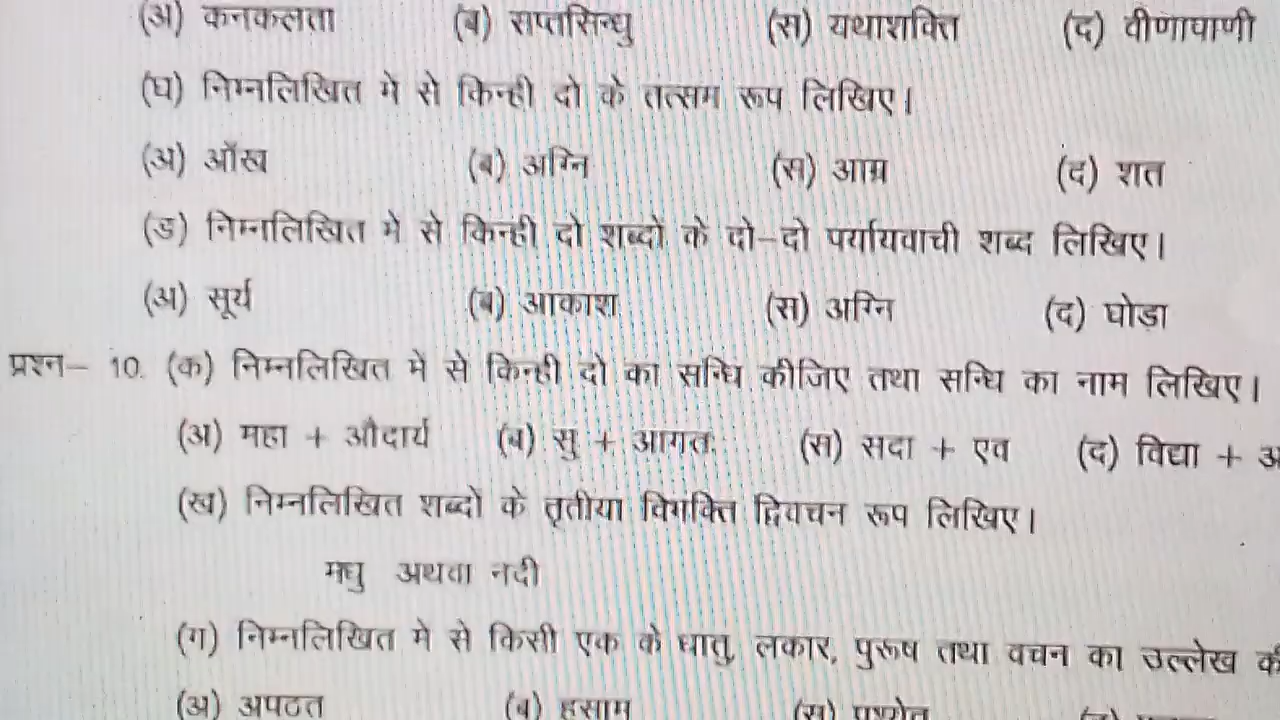 (अ) कनकलता (ब) सप्तसिन्धु (स) यथाशक्ति (द) वीणापाणी
(घ) निम्नलिखित मे से किन्ही दो के तत्सम रूप लिखिए।
(अ) ऑख (ब) अग्नि (स) आम्र (द) शत
(ड) निम्नलिखित मे से किन्ही दो शब्दो के दो-दो पर्यायवाची शब्द लिखिए।
(अ) सूर्य (ब) आकाश (स) अग्नि (द) घोड़ा
प्रश्न- 10. (क) निम्नलिखित मे से किन्ही दो का सन्धि कीजिए तथा सन्धि का नाम लिखिए।
(अ) महा + औदार्य (ब) सु + आगतः (स) सदा + एव (द) विद्या +
(ख) निम्नलिखित शब्दों के तृतीया विभक्ति द्विवचन रूप लिखिए।
मधु अथवा नदी
(ग) निम्नलिखित मे से किसी एक के धातु, लकार, पुरूष तथा वचन का उल्लेख
(अ) अपठत (ब) हसाम (स)